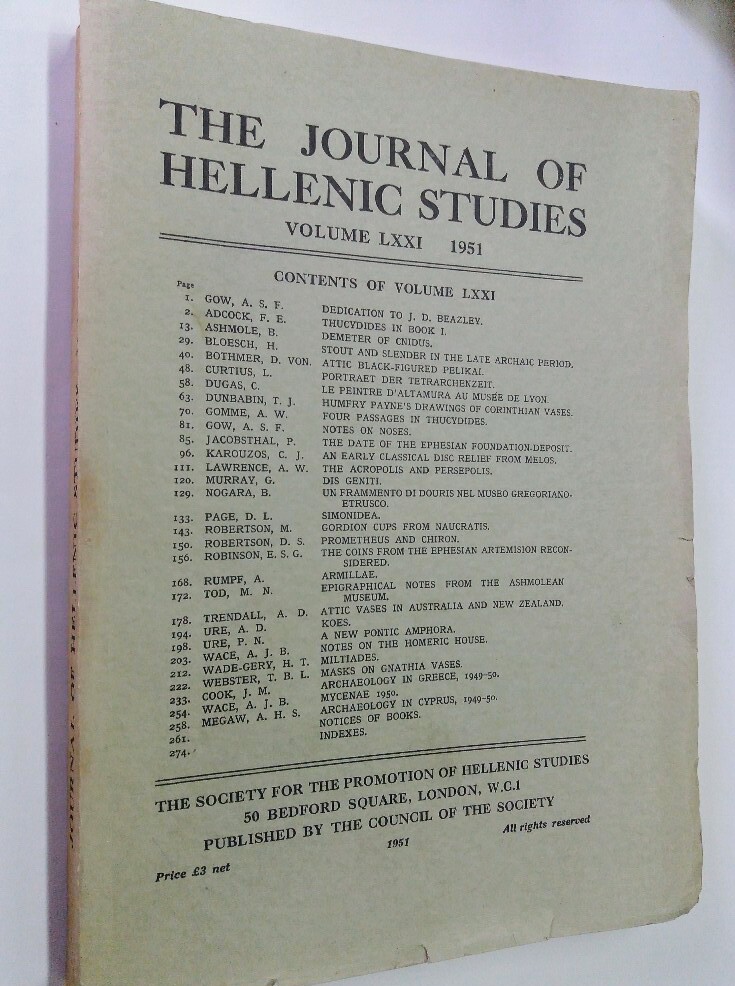 THE JOURNAL OF
HELLENIC STUDIES
VOLUME LXXI 1951
CONTENTS OF VOLUME LXXI
Page
1. GOW, A. S. F. DEDICATION TO J. D. BEAZLEY.
2. ADCOCK, F. E. THUCYDIDES IN BOOK I.
13. ASHMOLE, B. DEMETER OF CNIDUS.
29. BLOESCH, H. STOUT AND SLENDER IN THE LATE ARCHAIC PERIOD.
40. BOTHMER, D. VON. ATTIC BLACK-FIGURED PELIKAI.
48. CURTIUS, L. PORTRAET DER TETRARCHENZEIT.
58. DUGAS, C. LE PEINTRE D'ALTAMURA AU MUSÉE DE LYON.
63. DUNBABIN, T. J. HUMFRY PAYNE'S DRAWINGS OF CORINTHIAN VASES.
70. GOMME, A. W. FOUR PASSAGES IN THUCYDIDES.
81. GOW, A. S. F. NOTES ON NOSES.
85. JACOBSTHAL, P. THE DATE OF THE EPHESIAN FOUNDATION-DEPOSIT.
96. KAROUZOS, C. J. AN EARLY CLASSICAL DISC RELIEF FROM MELOS.
111. LAWRENCE, A. W. THE ACROPOLIS AND PERSEPOLIS.
120. MURRAY, G. DIS GENITI.
129. NOGARA, B. UN FRAMMENTO DI DOURIS NEL MUSEO GREGORIANO-
ETRUSCO.
133. PAGE, D. L. SIMONIDEA.
143. ROBERTSON, M. GORDION CUPS FROM NAUCRATIS.
150. ROBERTSON, D. S. PROMETHEUS AND CHIRON.
156. ROBINSON, E. S. G. THE COINS FROM THE EPHESIAN ARTEMISION RECON-
SIDERED.
168. RUMPF, A. ARMILLAE.
172. TOD, M. N. EPIGRAPHICAL NOTES FROM THE ASHMOLEAN
MUSEUM.
178. TRENDALL, A. D. ATTIC VASES IN AUSTRALIA AND NEW ZEALAND.
194. URE, A. D. KOES.
198. URE, P. N. A NEW PONTIC AMPHORA.
203. WACE, A. J. B. NOTES ON THE HOMERIC HOUSE.
212. WADE-GERY, H. T. MILTIADES.
222. WEBSTER, T. B. L. MASKS ON GNATHIA VASES.
233. COOK, J. M. ARCHAEOLOGY IN GREECE, 1949-50.
254. WACE, A. J. B. MYCENAE 1950.
258. MEGAW, A. H. S. ARCHAEOLOGY IN CYPRUS, 1949-50.
261. NOTICES OF BOOKS.
274. INDEXES.
THE SOCIETY FOR THE PROMOTION OF HELLENIC STUDIES
50 BEDFORD SQUARE, LONDON, W.C.1
PUBLISHED BY THE COUNCIL OF THE SOCIETY
1951
Price £3 net All rights reserved
JOURNAL OF HELLENIC STUDIES